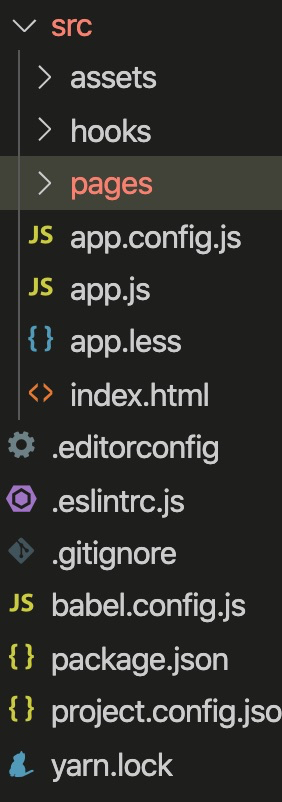 src
assets
hooks
pages
JS app.config.js
JS app.js
{} app.less
<> index.html
.editorconfig
.eslintrc.js
.gitignore
JS babel.config.js
{} package.json
{} project.config.jso
yarn.lock